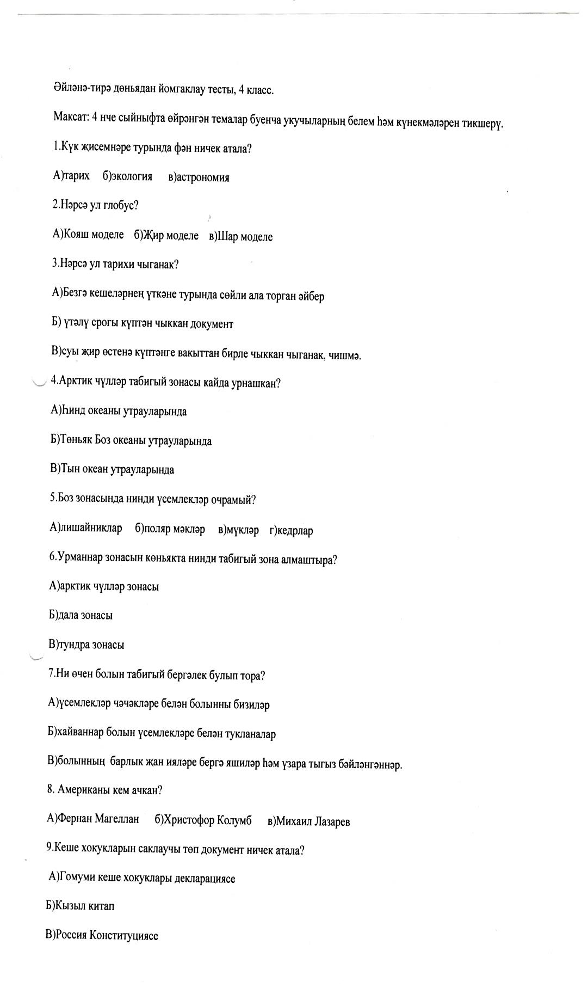 Әйләнә-тирә дөньядан йомгаклау тесты, 4 класс.
Максат: 4 нче сыйныфта өйрәнгән темалар буенча укучыларның белем һәм күнекмәләрен тикшерү.
1.Күк җисемнәре турында фән ничек атала?
А)тарих б)экология в)астрономия
2.Нәрсә ул глобус?
А)Кояш моделе б)Җир моделе в)Шар моделе
3.Нәрсә ул тарихи чыганак?
А)Безгә кешеләрнең үткәне турында сөйли ала торган әйбер
Б) үтәлү срогы күптән чыккан документ
В)суы җир өстенә күптәнге вакыттан бирле чыккан чыганак, чишмә.
4.Арктик чүлләр табигый зонасы кайда урнашкан?
А)Һинд океаны утрауларында
Б)Төньяк Боз океаны утрауларында
В)Тын океан утрауларында
5.Боз зонасында нинди үсемлекләр очрамый?
А)лишайниклар б)поляр мәкләр в)мүкләр г)кедрлар
6.Урманнар зонасын көньякта нинди табигый зона алмаштыра?
А)арктик чүлләр зонасы
Б)дала зонасы
В)тундра зонасы
7.Ни өчен болын табигый бергәлек булып тора?
А)үсемлекләр чәчәкләре белән болынны бизиләр
Б)хайваннар болын үсемлекләре белән тукланалар
В)болынның барлык җан ияләре бергә яшиләр һәм үзара тыгыз бәйләнгәннәр.
8. Американы кем ачкан?
А)Фернан Магеллан б)Христофор Колумб в)Михаил Лазарев
9.Кеше хокукларын саклаучы төп документ ничек атала?
А)Гомуми кеше хокуклары декларациясе
Б)Кызыл китап
В)Россия Конституциясе